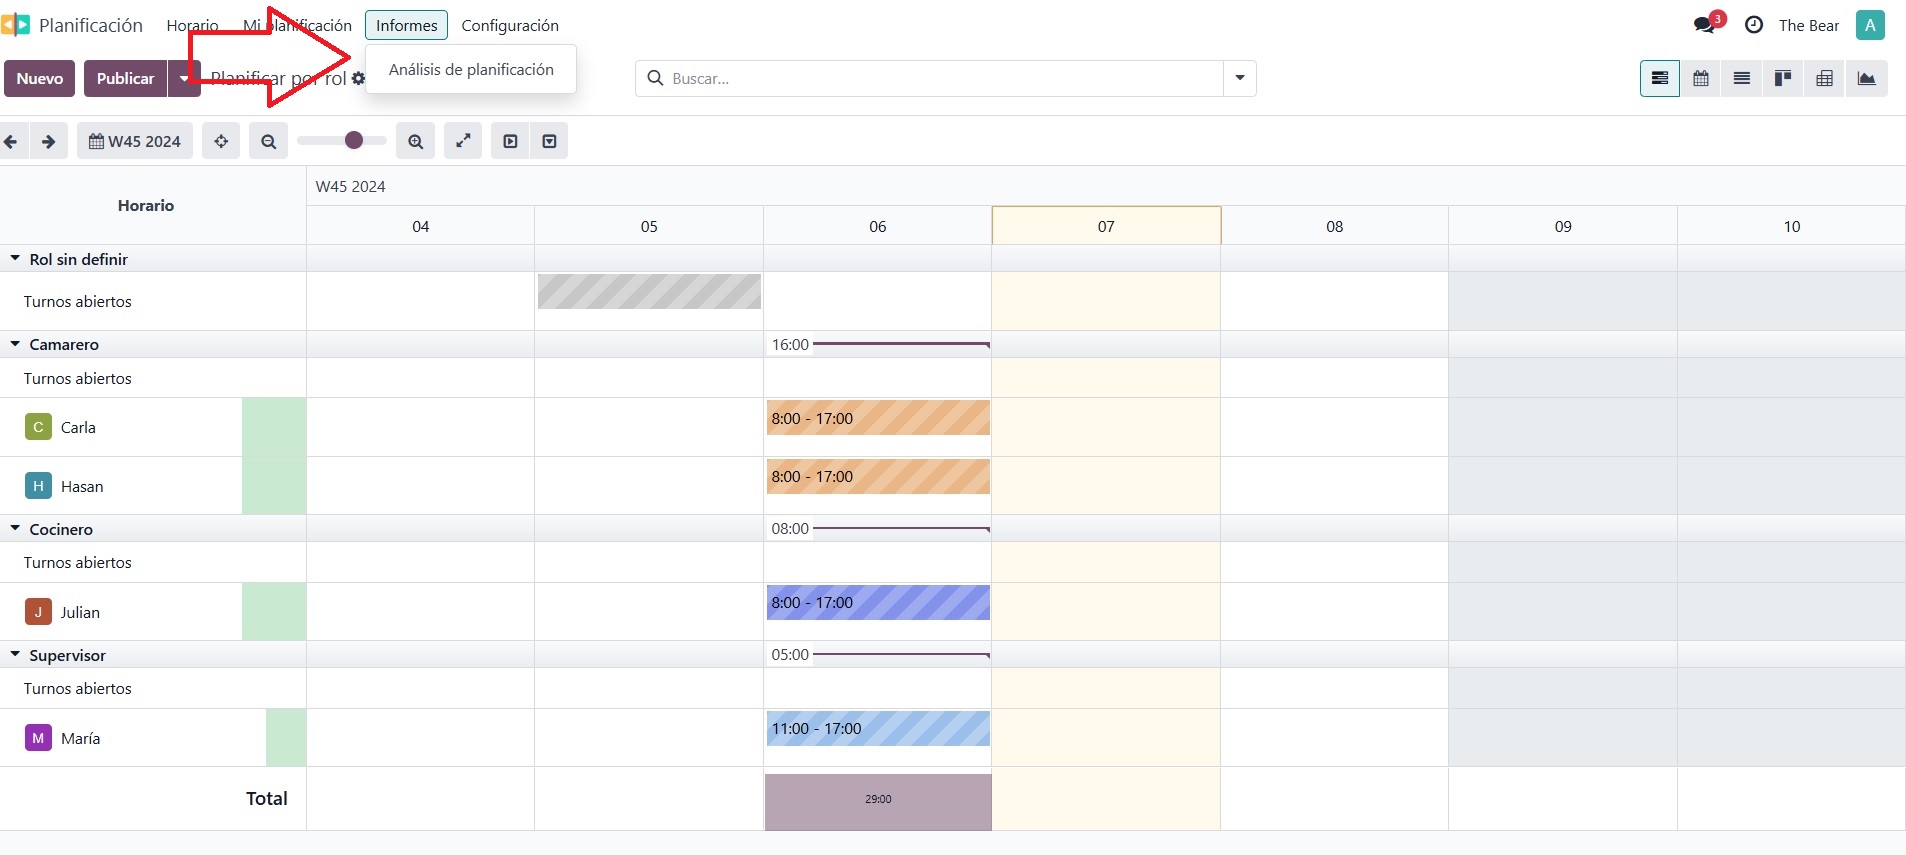 Planificación Horario Mi planificación Informes Configuración 3 The Bear A
Nuevo Publicar Planificar por rol Análisis de planificación Buscar...
W45 2024
Horario W45 2024
04 05 06 07 08 09 10
Rol sin definir
Turnos abiertos
Camarero 16:00
Turnos abiertos
C Carla 8:00 - 17:00
H Hasan 8:00 - 17:00
Cocinero 08:00
Turnos abiertos
J Julian 8:00 - 17:00
Supervisor 05:00
Turnos abiertos
M María 11:00 - 17:00
Total 29:00